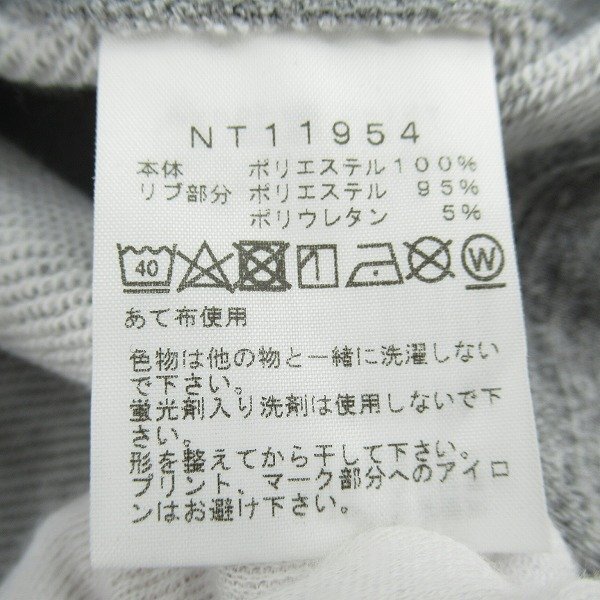 NT11954
本体 ポリエステル100%
リブ部分 ポリエステル 95%
ポリウレタン 5%
40 W
あて布使用
色物は他の物と一緒に洗濯しない
で下さい。
蛍光剤入り洗剤は使用しないで下
さい。
形を整えてから干して下さい。
プリント、マーク部分へのアイロ
ンはお避け下さい。